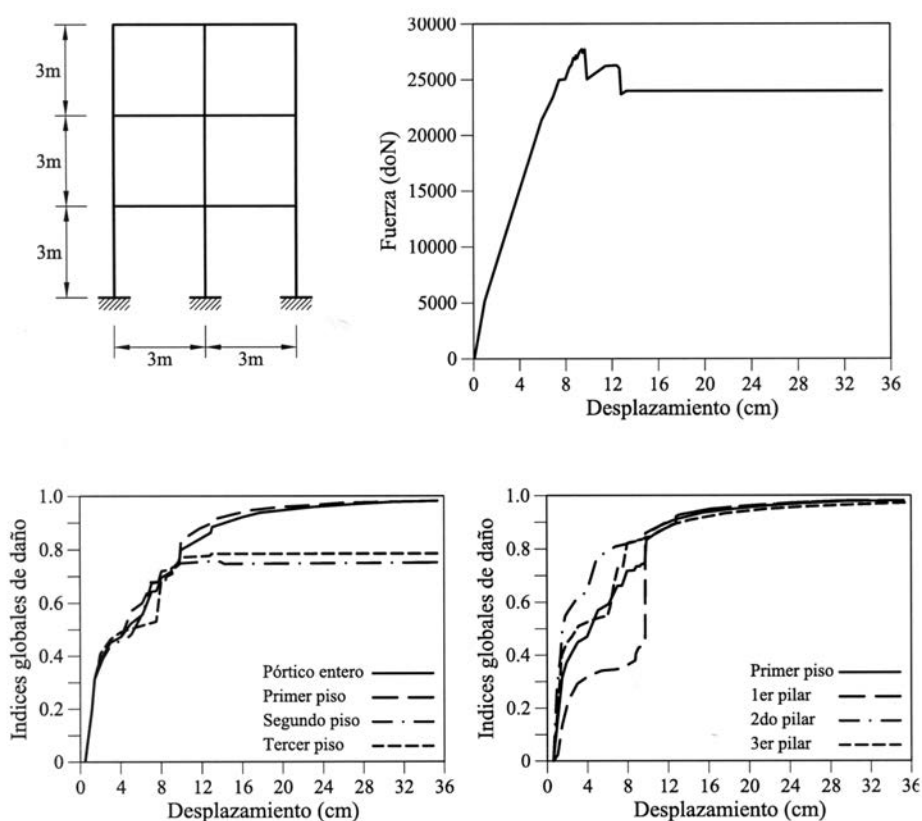 3m
3m
3m
3m
3m
30000
25000
20000
15000
10000
5000
0
Fuerza (doN)
0
4
8
12
16
20
24
28
32
36
Desplazamiento (cm)
1.0
0.8
0.6
0.4
0.2
0
Indices globales de daño
Pórtico entero
Primer piso
Segundo piso
Tercer piso
0
4
8
12
16
20
24
28
32
36
Desplazamiento (cm)
1.0
0.8
0.6
0.4
0.2
0
Indices globales de daño
Primer piso
1er pilar
2do pilar
3er pilar
0
4
8
12
16
20
24
28
32
36
Desplazamiento (cm)